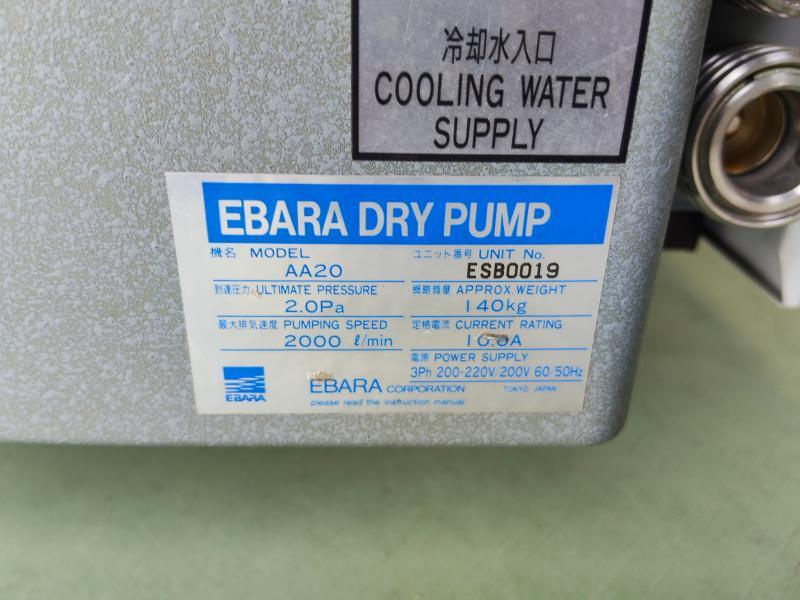 冷却水入口
COOLING WATER
SUPPLY
EBARA DRY PUMP
機名 MODEL
AA20
ユニット番号 UNIT No.
ESB0019
到達圧力 ULTIMATE PRESSURE
2.0Pa
概略質量 APPROX.WEIGHT
140kg
最大排気速度 PUMPING SPEED
2000 ℓ/min
定格電流 CURRENT RATING
電源 POWER SUPPLY
3Ph 200-220V/200V 60/50Hz
EBARA
EBARA CORPORATION
TOKYO JAPAN
please read the instruction manual